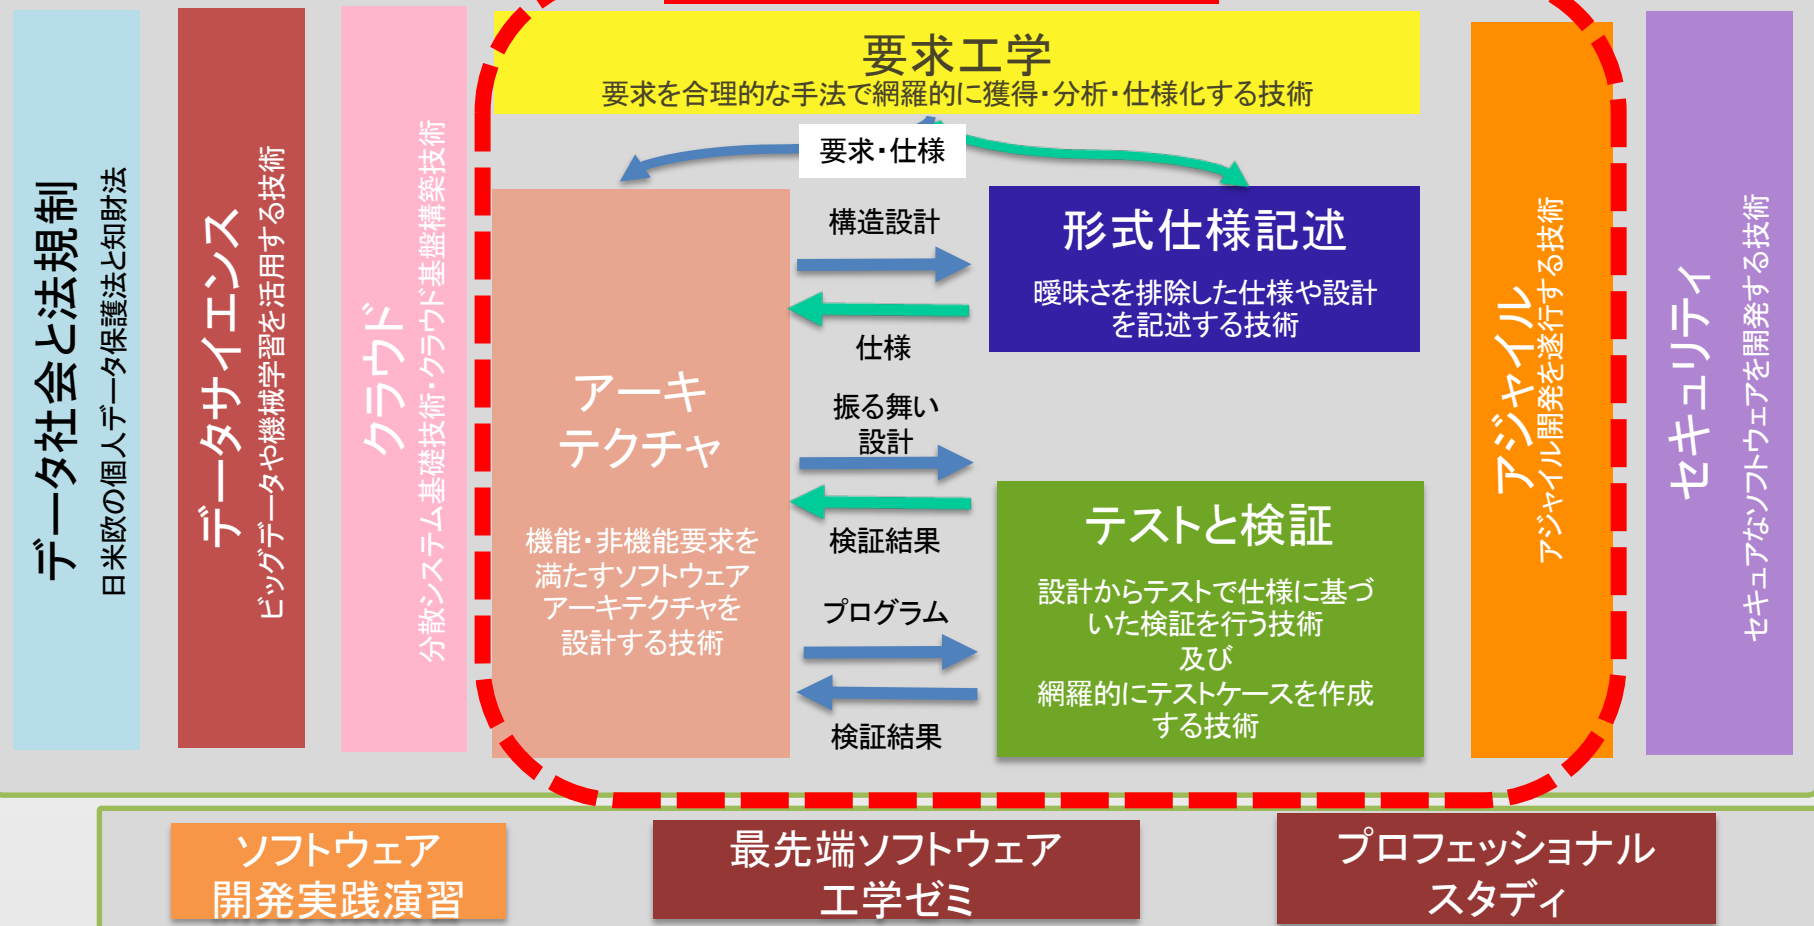 データ社会と法規制
日米欧の個人データ保護法と知財法
データサイエンス
ビッグデータや機械学習を活用する技術
クラウド
分散システム基礎技術・クラウド基盤構築技術
要求工学
要求を合理的な手法で網羅的に獲得・分析・仕様化する技術
要求・仕様
アーキ
テクチャ
機能・非機能要求を
満たすソフトウェア
アーキテクチャを
設計する技術
構造設計
仕様
振る舞い
設計
検証結果
プログラム
検証結果
形式仕様記述
曖昧さを排除した仕様や設計
を記述する技術
テストと検証
設計からテストで仕様に基づ
いた検証を行う技術
及び
網羅的にテストケースを作成
する技術
アジャイル
アジャイル開発を遂行する技術
セキュリティ
セキュアなソフトウェアを開発する技術
ソフトウェア
開発実践演習
最先端ソフトウェア
工学ゼミ
プロフェッショナル
スタディ